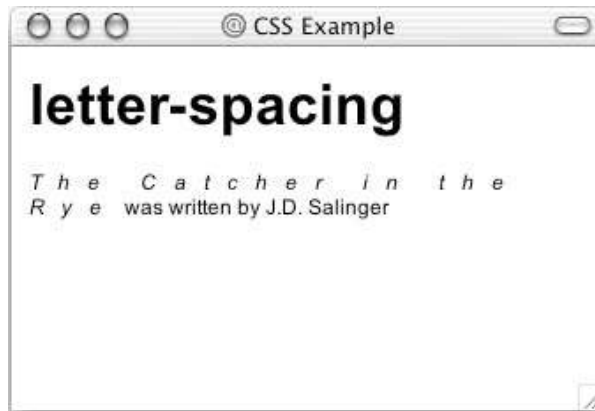 @ CSS Example
letter-spacing
The Catcher in the
Rye was written by J.D. Salinger